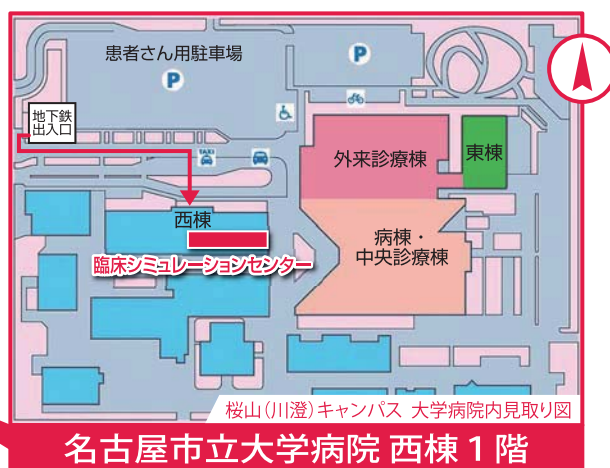 患者さん用駐車場
P
P
地下鉄
出入口
TAXI
外来診療棟
東棟
西棟
病棟・
中央診療棟
臨床シミュレーションセンター
桜山(川澄)キャンパス 大学病院内見取り図
名古屋市立大学病院 西棟1階